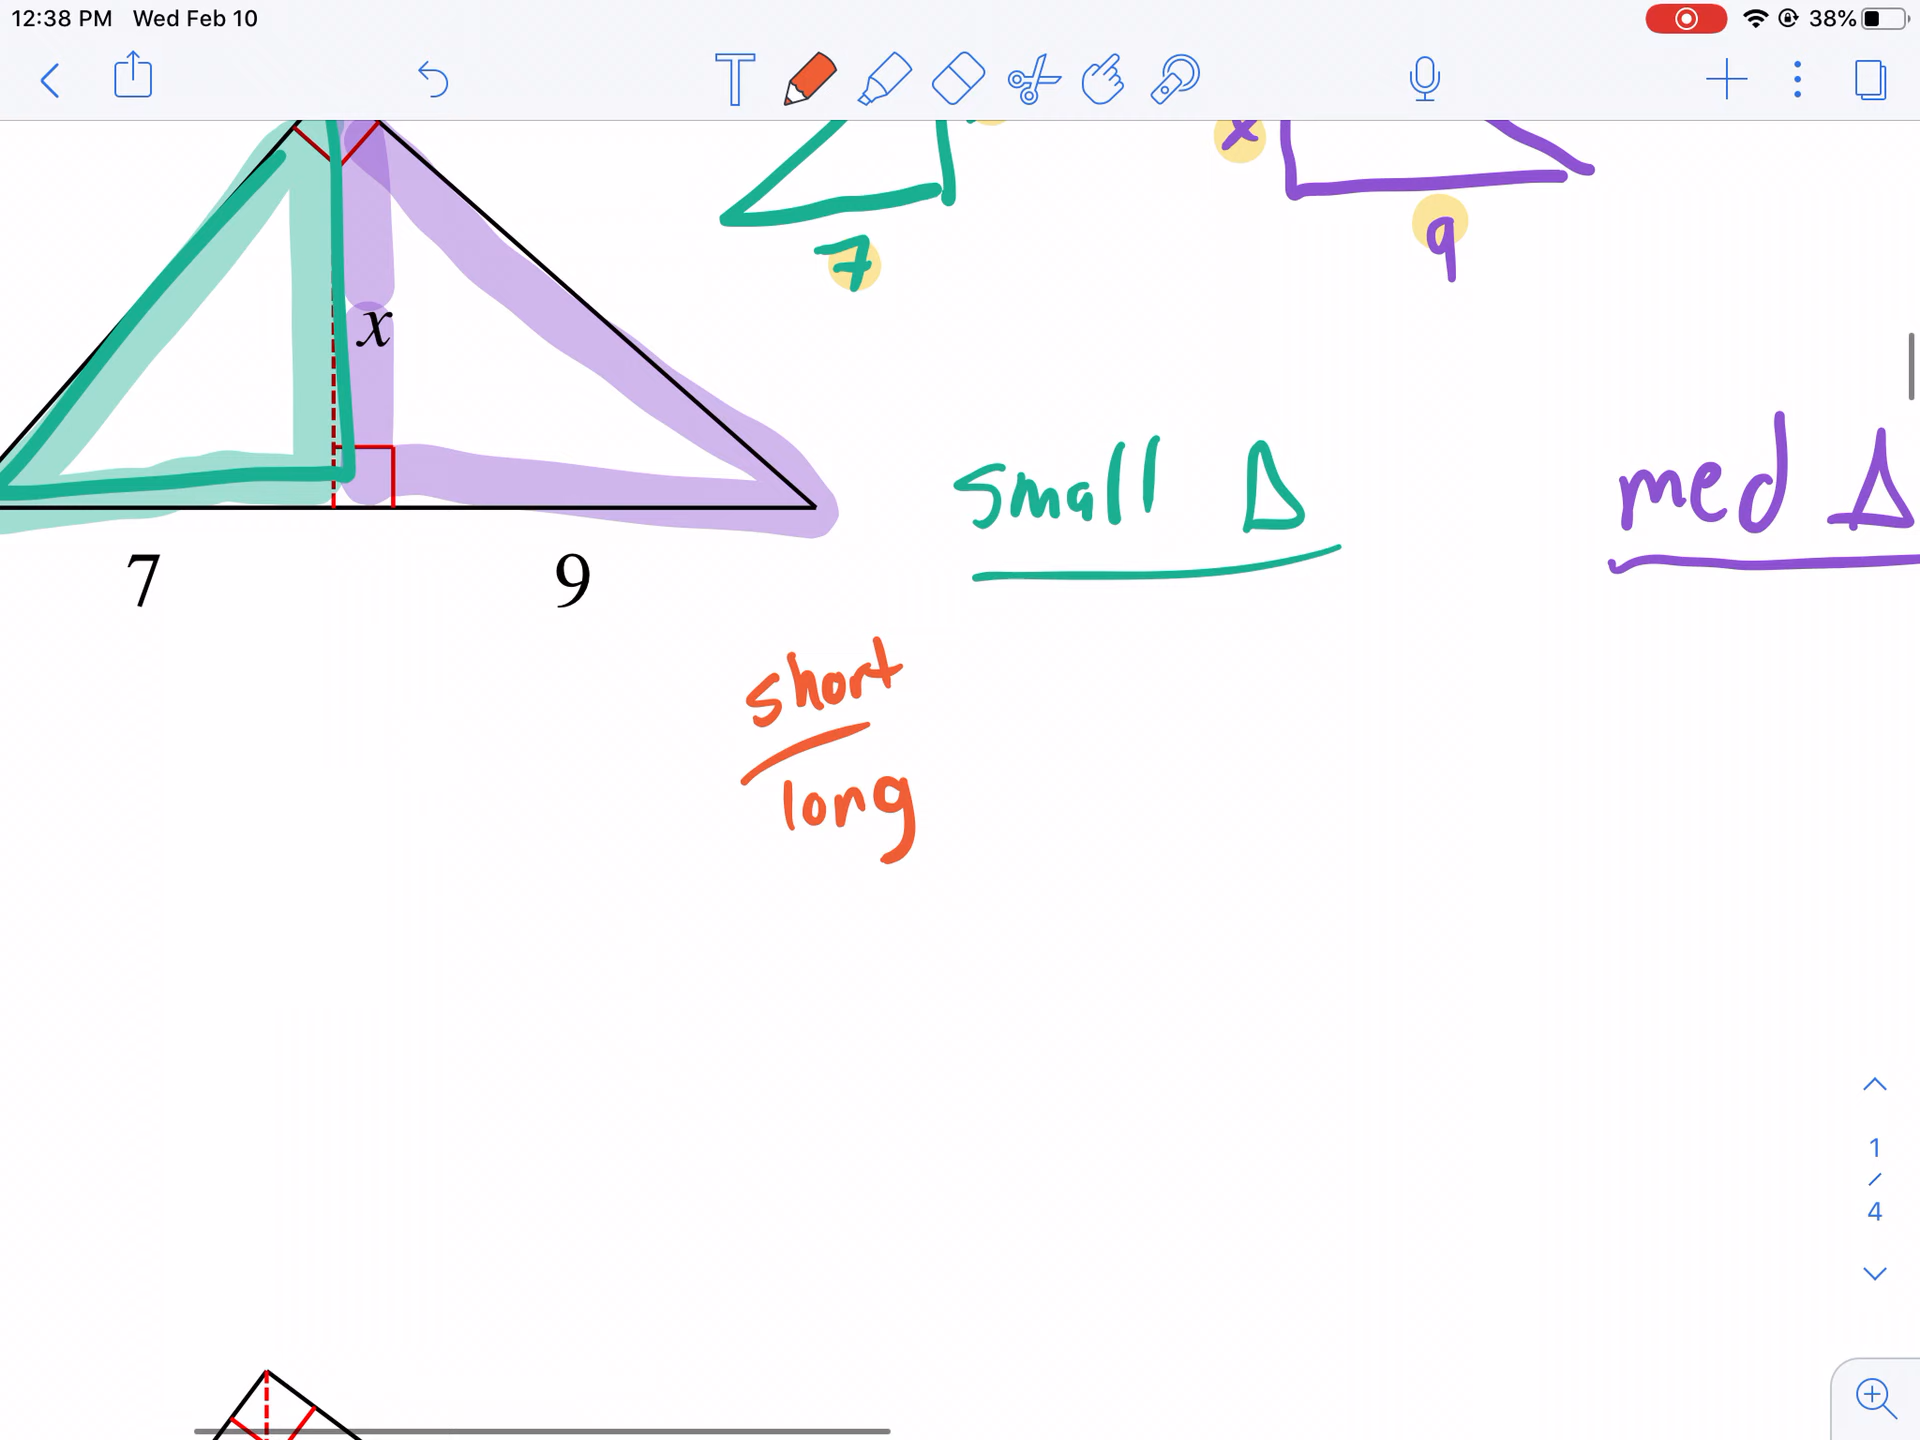 12:38 PM Wed Feb 10
38%
T
x
7
9
x
7
9
small Δ
med Δ
short
long
1
/
4